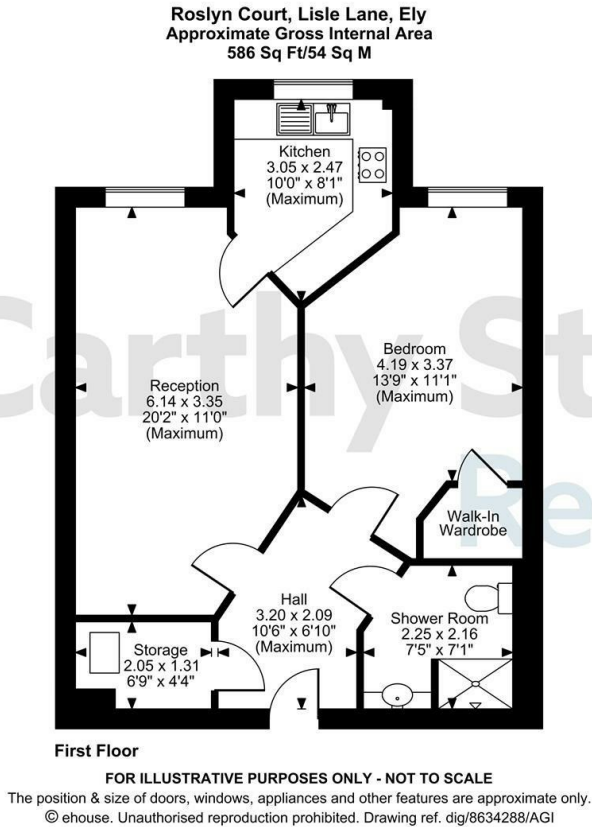 Roslyn Court, Lisle Lane, Ely
Approximate Gross Internal Area
586 Sq Ft/54 Sq M
Kitchen
3.05 x 2.47
10'0" x 8'1"
(Maximum)
Reception
6.14 x 3.35
20'2" x 11'0"
(Maximum)
Bedroom
4.19 x 3.37
13'9" x 11'1"
(Maximum)
Carthy St
Re
Walk-In
Wardrobe
Hall
3.20 x 2.09
10'6" x 6'10"
(Maximum)
Shower Room
2.25 x 2.16
7'5" x 7'1"
Storage
2.05 x 1.31
6'9" x 4'4"
First Floor
FOR ILLUSTRATIVE PURPOSES ONLY - NOT TO SCALE
The position & size of doors, windows, appliances and other features are approximate only.
© ehouse. Unauthorised reproduction prohibited. Drawing ref. dig/8634288/AGI